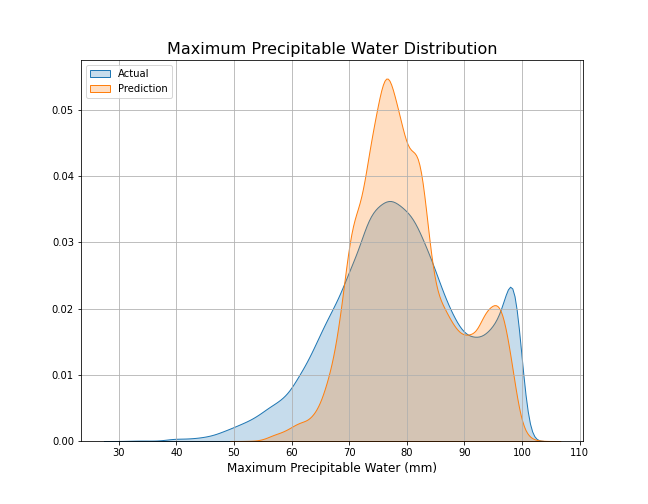 Maximum Precipitable Water Distribution
Actual
Prediction
0.05
0.04
0.03
0.02
0.01
0.00
30 40 50 60 70 80 90 100 110
Maximum Precipitable Water (mm)